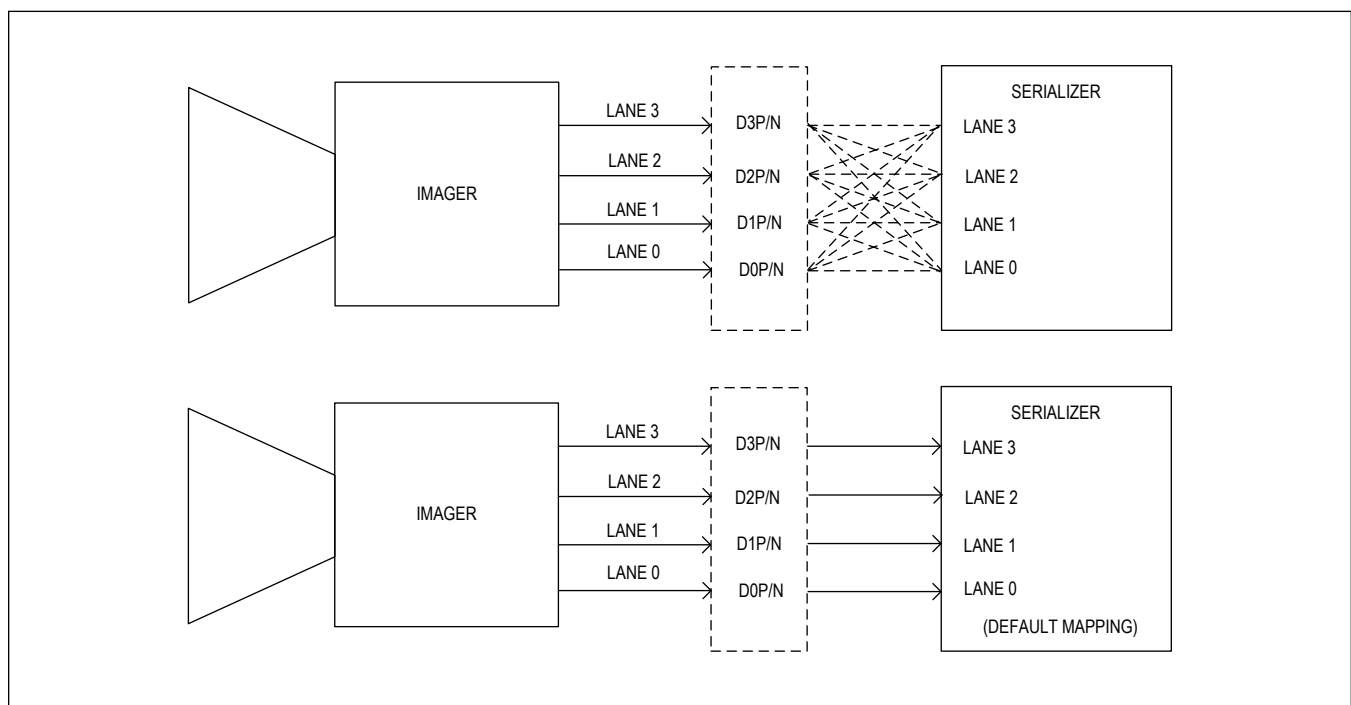 SERIALIZER
LANE 3
D3P/N
LANE 3
LANE 2
D2P/N
LANE 2
IMAGER
LANE 1
D1P/N
LANE 1
LANE 0
D0P/N
LANE 0
SERIALIZER
LANE 3
D3P/N
LANE 3
LANE 2
D2P/N
LANE 2
IMAGER
LANE 1
D1P/N
LANE 1
LANE 0
D0P/N
LANE 0
(DEFAULT MAPPING)